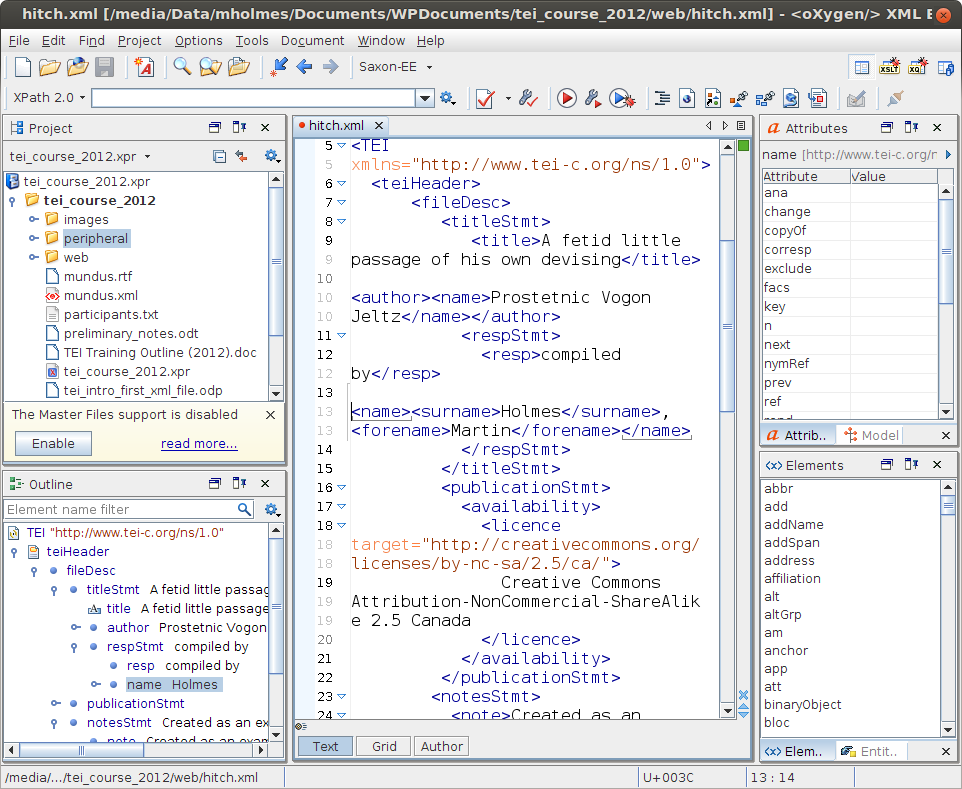 hitch.xml [/media/Data/mholmes/Documents/WPDocuments/tei_course_2012/web/hitch.xml] - <oXygen/> XML E
File Edit Find Project Options Tools Document Window Help
Saxon-EE
XPath 2.0
Project
tei_course_2012.xpr
tei_course_2012.xpr
tei_course_2012
images
peripheral
web
mundus.rtf
mundus.xml
participants.txt
preliminary_notes.odt
TEI Training Outline (2012).doc
tei_course_2012.xpr
tei_intro_first_xml_file.odp
The Master Files support is disabled
Enable read more...
Outline
Element name filter
TEI "http://www.tei-c.org/ns/1.0"
teiHeader
fileDesc
titleStmt A fetid little passag
title A fetid little passage
author Prostetnic Vogon
respStmt compiled by
resp compiled by
name Holmes
publicationStmt
notesStmt Created as an ex
note Created as an exam
hitch.xml
5 <TEI
5 xmlns="http://www.tei-c.org/ns/1.0">
6 <teiHeader>
7 <fileDesc>
8 <titleStmt>
9 <title>A fetid little
9 passage of his own devising</title>
10
10 <author><name>Prostetnic Vogon
10 Jeltz</name></author>
11 <respStmt>
12 <resp>compiled
12 by</resp>
13
13 <name><surname>Holmes</surname>,
13 <forename>Martin</forename></name>
14 </respStmt>
15 </titleStmt>
16 <publicationStmt>
17 <availability>
18 <licence
18 target="http://creativecommons.org/
18 licenses/by-nc-sa/2.5/ca/">
19 Creative Commons
19 Attribution-NonCommercial-ShareAlik
19 e 2.5 Canada
20 </licence>
21 </availability>
22 </publicationStmt>
23 <notesStmt>
24 <note>Created as an
Text Grid Author
Attributes
name [http://www.tei-c.org/r
Attribute Value
ana
change
copyOf
corresp
exclude
facs
key
n
next
nymRef
prev
ref
rend
Attrib.. Model
Elements
abbr
add
addName
addSpan
address
affiliation
alt
altGrp
am
anchor
app
att
binaryObject
bloc
Elem.. Entit..
/media/.../tei_course_2012/web/hitch.xml U+003C 13 : 14